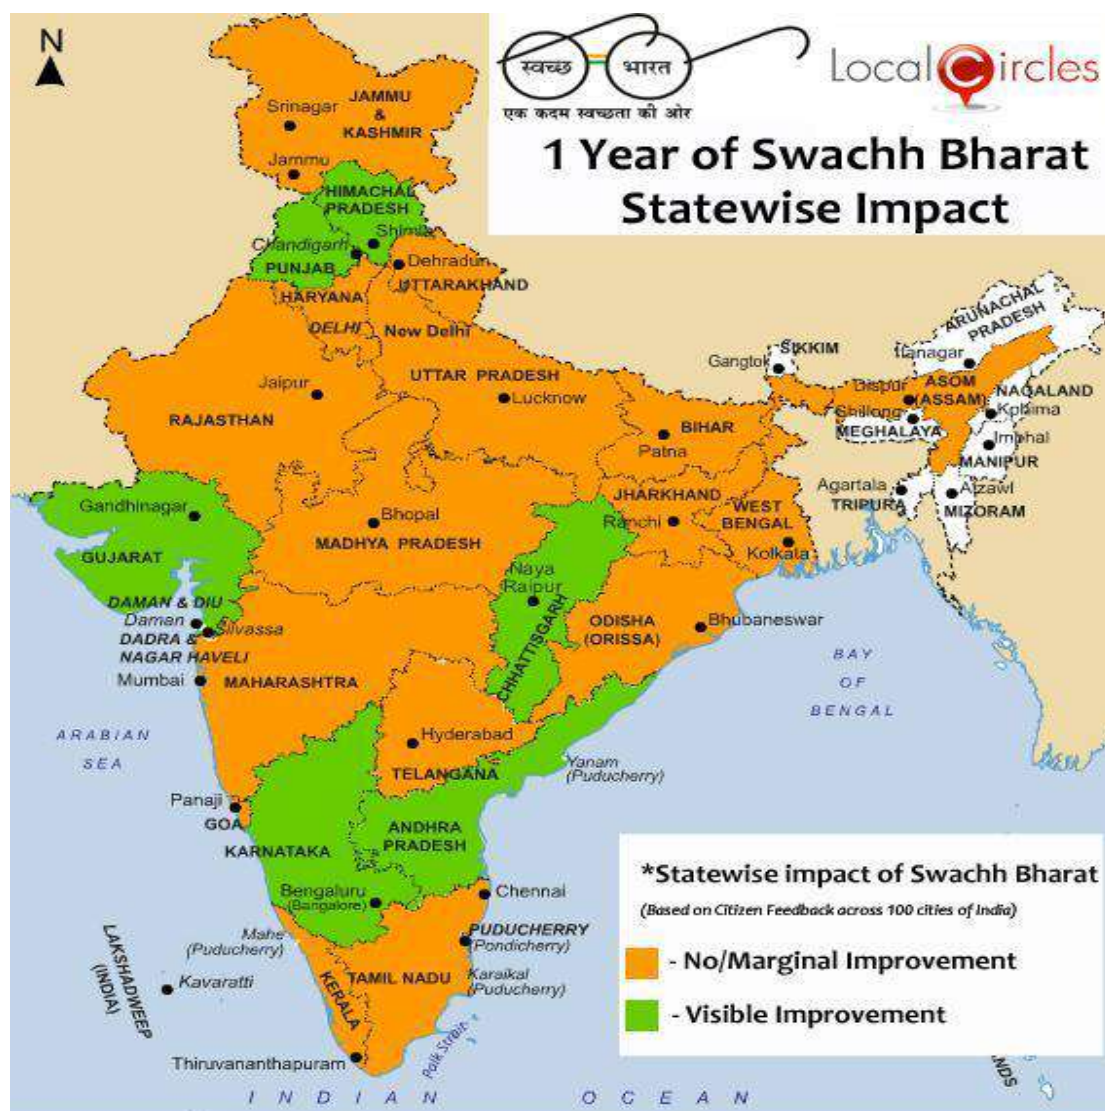 N
स्वच्छ भारत
एक कदम स्वच्छता की ओर
LocalCircles
1 Year of Swachh Bharat
Statewise Impact
JAMMU
&
KASHMIR
Srinagar
Jammu
HIMACHAL
PRADESH
Shimla
Chandigarh
PUNJAB
Dehradun
UTTARAKHAND
HARYANA
DELHI
New Delhi
UTTAR PRADESH
Lucknow
Jaipur
RAJASTHAN
BIHAR
Patna
SIKKIM
Gangtok
ARUNACHAL
PRADESH
Itanagar
Dispur
ASOM
(ASSAM)
NAGALAND
Kohima
Shillong
MEGHALAYA
Imphal
MANIPUR
Agartala
TRIPURA
Aizawl
MIZORAM
Gandhinagar
GUJARAT
Bhopal
MADHYA PRADESH
JHARKHAND
Ranchi
WEST
BENGAL
Kolkata
Naya
Raipur
CHHATTISGARH
ODISHA
(ORISSA)
Bhubaneswar
DAMAN & DIU
Daman
Silvassa
DADRA &
NAGAR HAVELI
Mumbai
MAHARASHTRA
BAY
OF
BENGAL
ARABIAN
SEA
Hyderabad
TELANGANA
Yanam
(Puducherry)
Panaji
GOA
KARNATAKA
ANDHRA
PRADESH
Bengaluru
(Bangalore)
Chennai
Mahe
(Puducherry)
PUDUCHERRY
(Pondicherry)
LAKSHADWEEP
(INDIA)
Kavaratti
KERALA
TAMIL NADU
Karaikal
(Puducherry)
Thiruvananthapuram
Palk Strait
INDIAN OCEAN
*Statewise impact of Swachh Bharat
(Based on Citizen Feedback across 100 cities of India)
- No/Marginal Improvement
- Visible Improvement